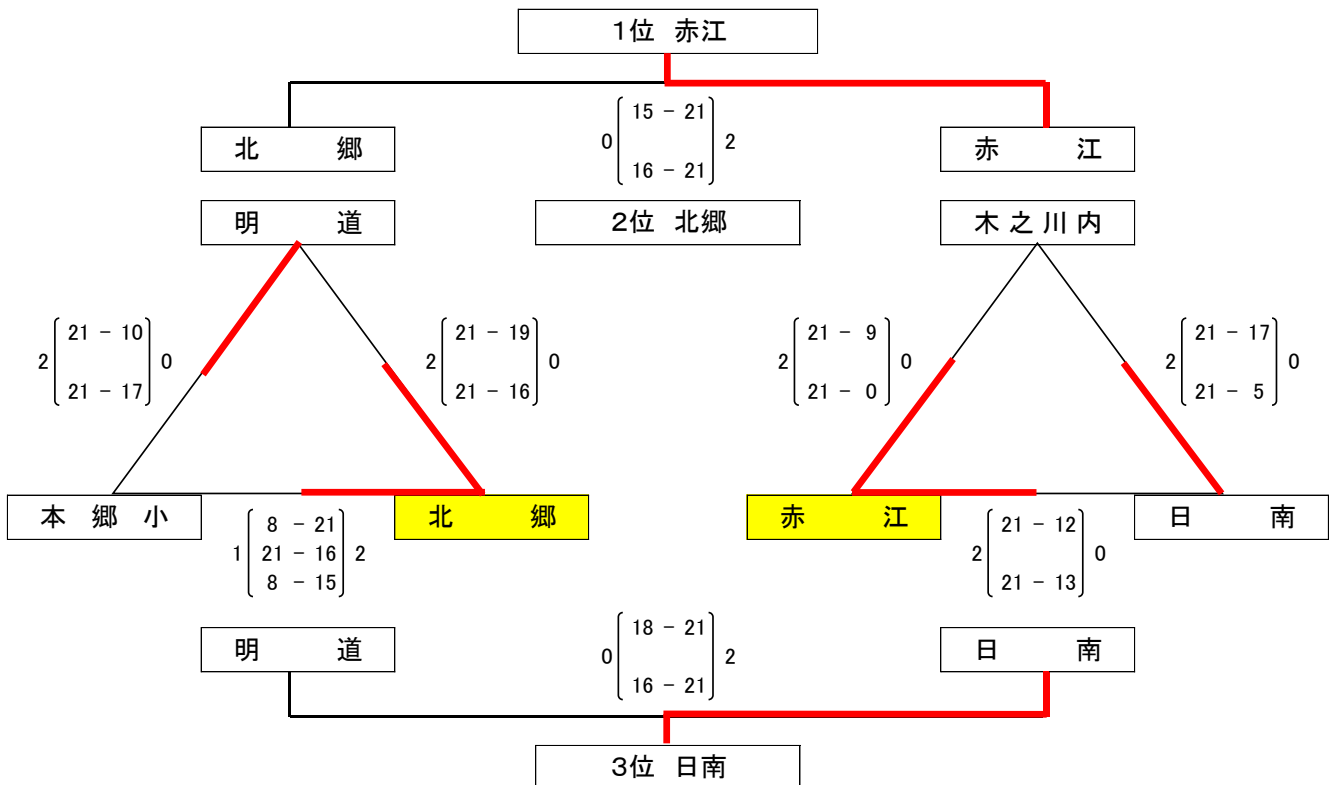 1位 赤江
15 - 21
0 2
16 - 21
北 郷 赤 江
明 道 2位 北郷 木之川内
21 - 10 21 - 19 21 - 9 21 - 17
2 0 2 0 2 0 2 0
21 - 17 21 - 16 21 - 0 21 - 5
本 郷 小 北 郷 赤 江 日 南
8 - 21 21 - 12
1 21 - 16 2 2 0
8 - 15 21 - 13
明 道 日 南
18 - 21
0 2
16 - 21
3位 日南